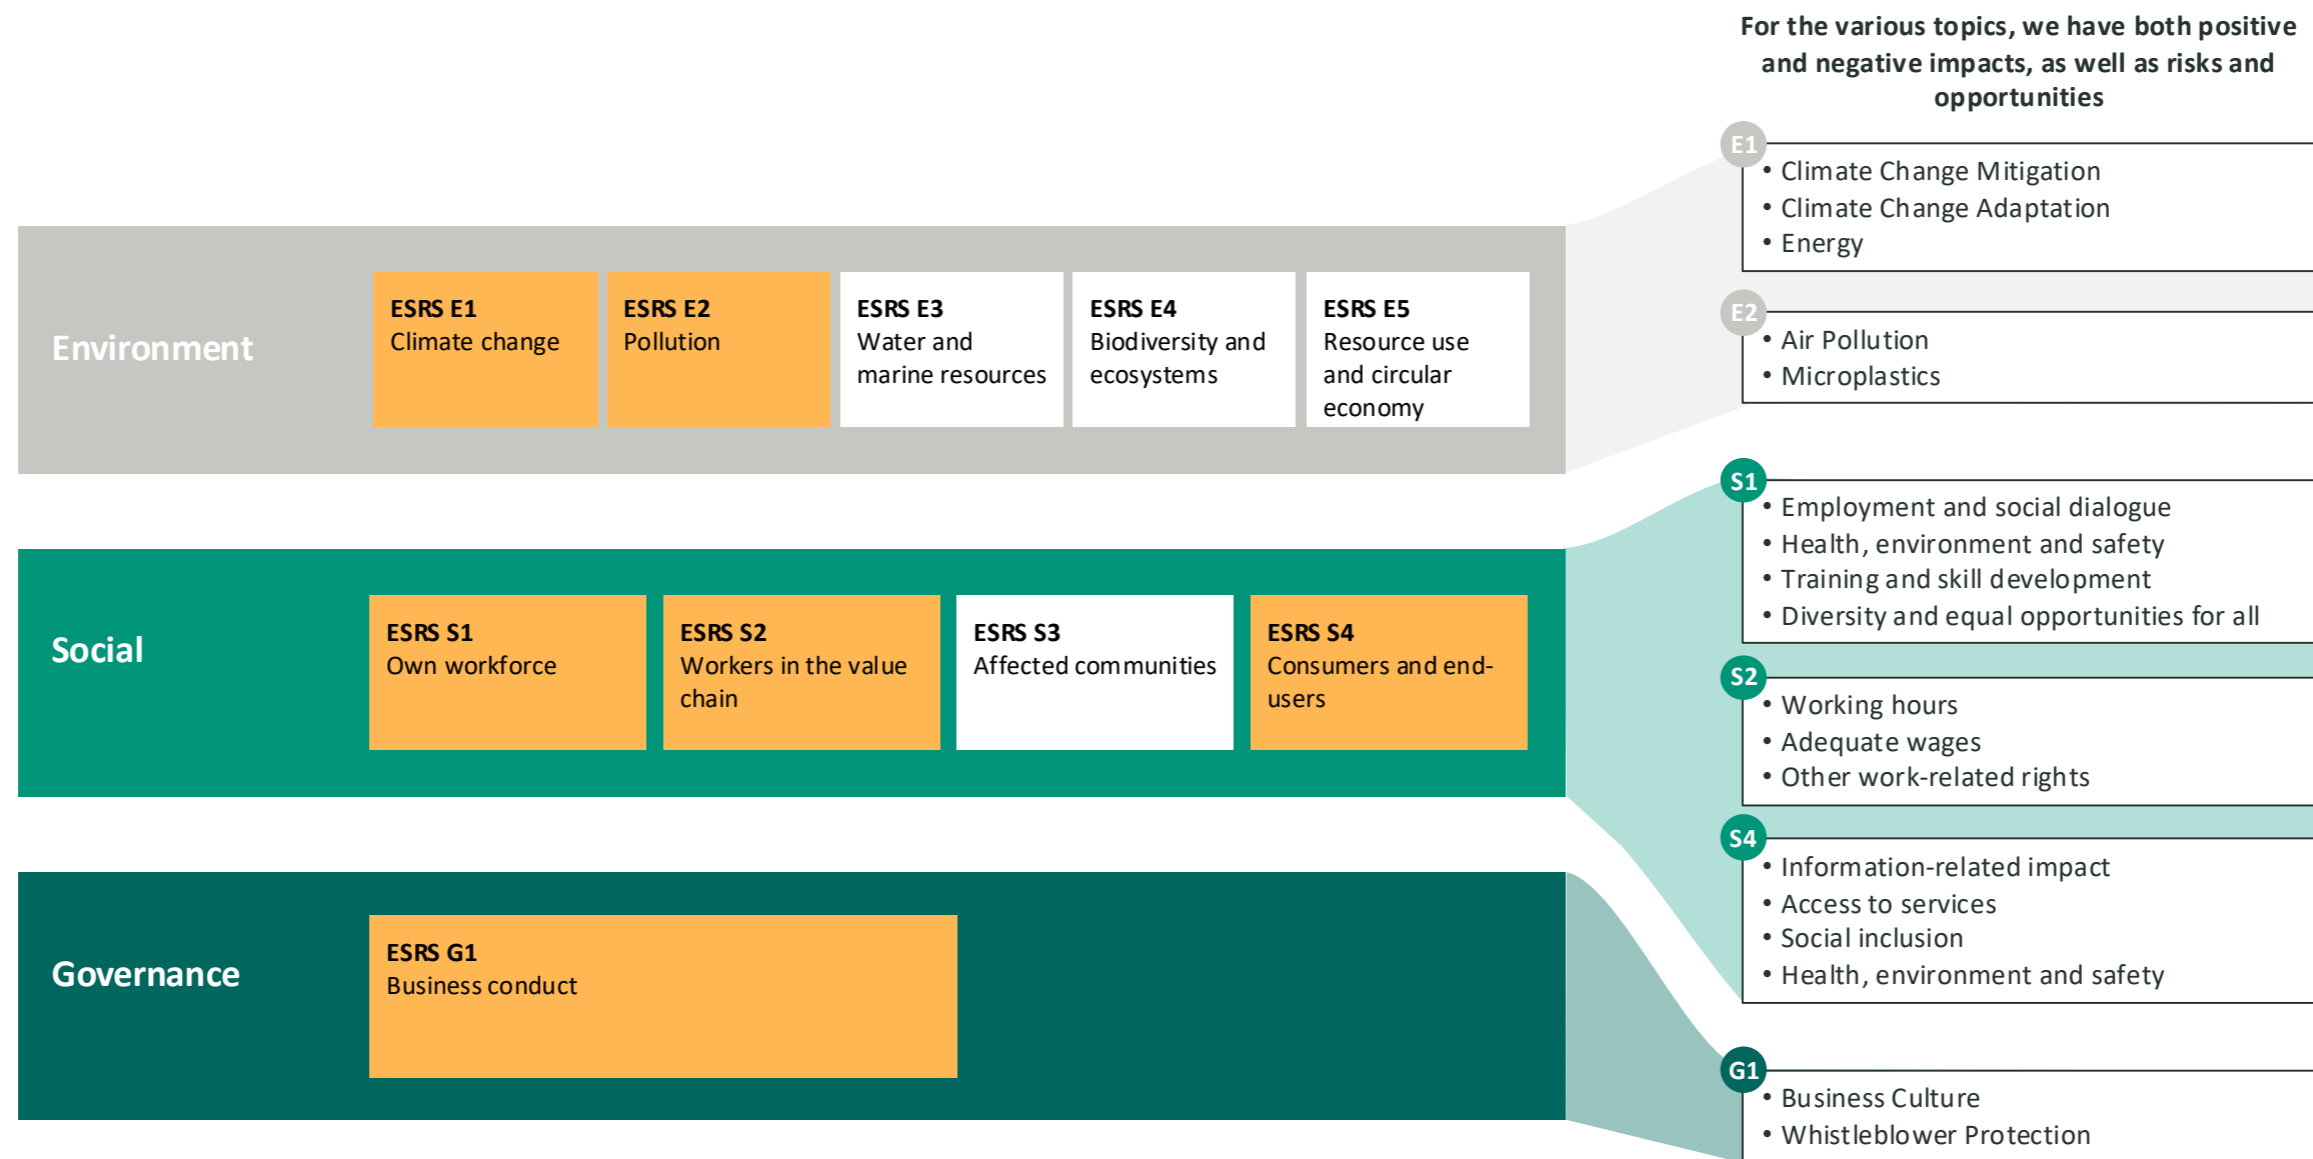 For the various topics, we have both positive
and negative impacts, as well as risks and
opportunities
Environment
ESRS E1
Climate change
ESRS E2
Pollution
ESRS E3
Water and
marine resources
ESRS E4
Biodiversity and
ecosystems
ESRS E5
Resource use
and circular
economy
E1
• Climate Change Mitigation
• Climate Change Adaptation
• Energy
E2
• Air Pollution
• Microplastics
Social
ESRS S1
Own workforce
ESRS S2
Workers in the value
chain
ESRS S3
Affected communities
ESRS S4
Consumers and end-
users
S1
• Employment and social dialogue
• Health, environment and safety
• Training and skill development
• Diversity and equal opportunities for all
S2
• Working hours
• Adequate wages
• Other work-related rights
S4
• Information-related impact
• Access to services
• Social inclusion
• Health, environment and safety
Governance
ESRS G1
Business conduct
G1
• Business Culture
• Whistleblower Protection